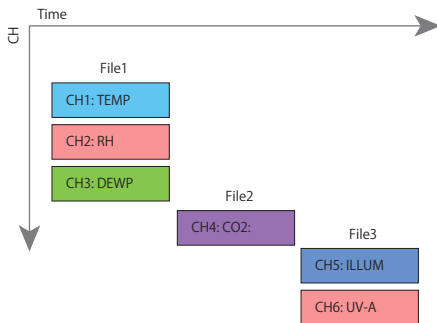 Time
CH
File1
CH1: TEMP
CH2: RH
CH3: DEWP
File2
CH4: CO2:
File3
CH5: ILLUM
CH6: UV-A